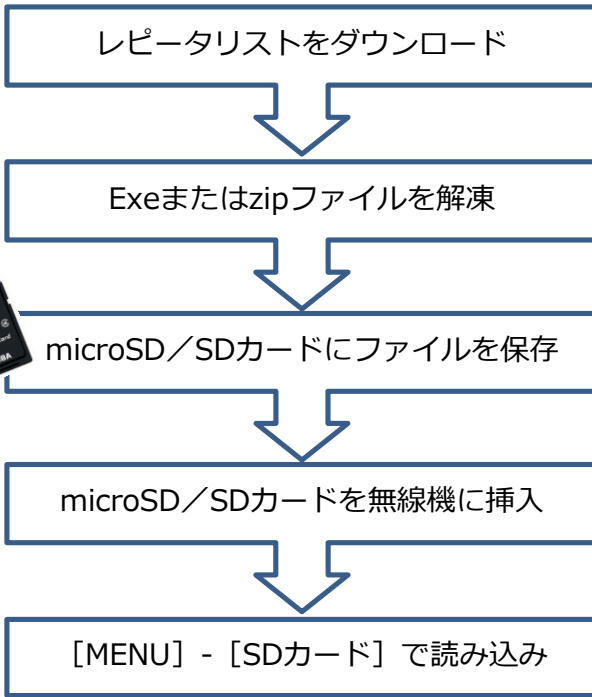 レピータリストをダウンロード
Exeまたはzipファイルを解凍
microSD／SDカードにファイルを保存
microSD／SDカードを無線機に挿入
［MENU］-［SDカード］で読み込み